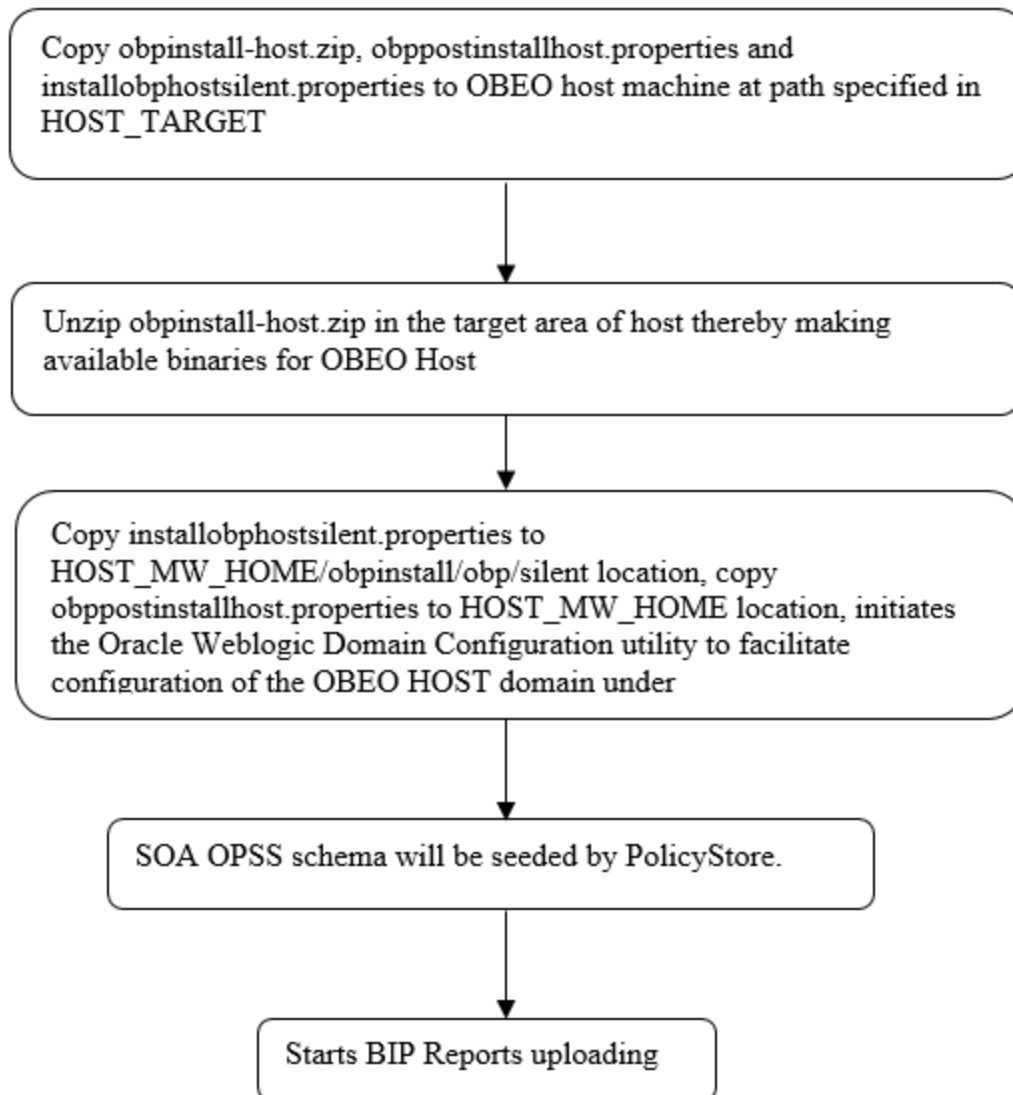 Copy obpinstall-host.zip, obppostinstallhost.properties and
installobphostsilent.properties to OBEO host machine at path specified in
HOST_TARGET
Unzip obpinstall-host.zip in the target area of host thereby making
available binaries for OBEO Host
Copy installobphostsilent.properties to
HOST_MW_HOME/obpinstall/obp/silent location, copy
obppostinstallhost.properties to HOST_MW_HOME location, initiates
the Oracle Weblogic Domain Configuration utility to facilitate
configuration of the OBEO HOST domain under
SOA OPSS schema will be seeded by PolicyStore.
Starts BIP Reports uploading